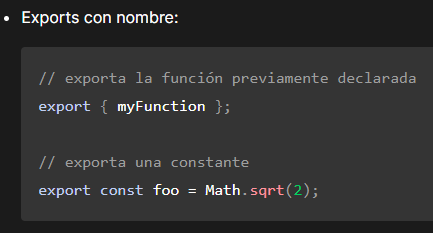 Exports con nombre:
// exporta la función previamente declarada
export { myFunction };
// exporta una constante
export const foo = Math.sqrt(2);